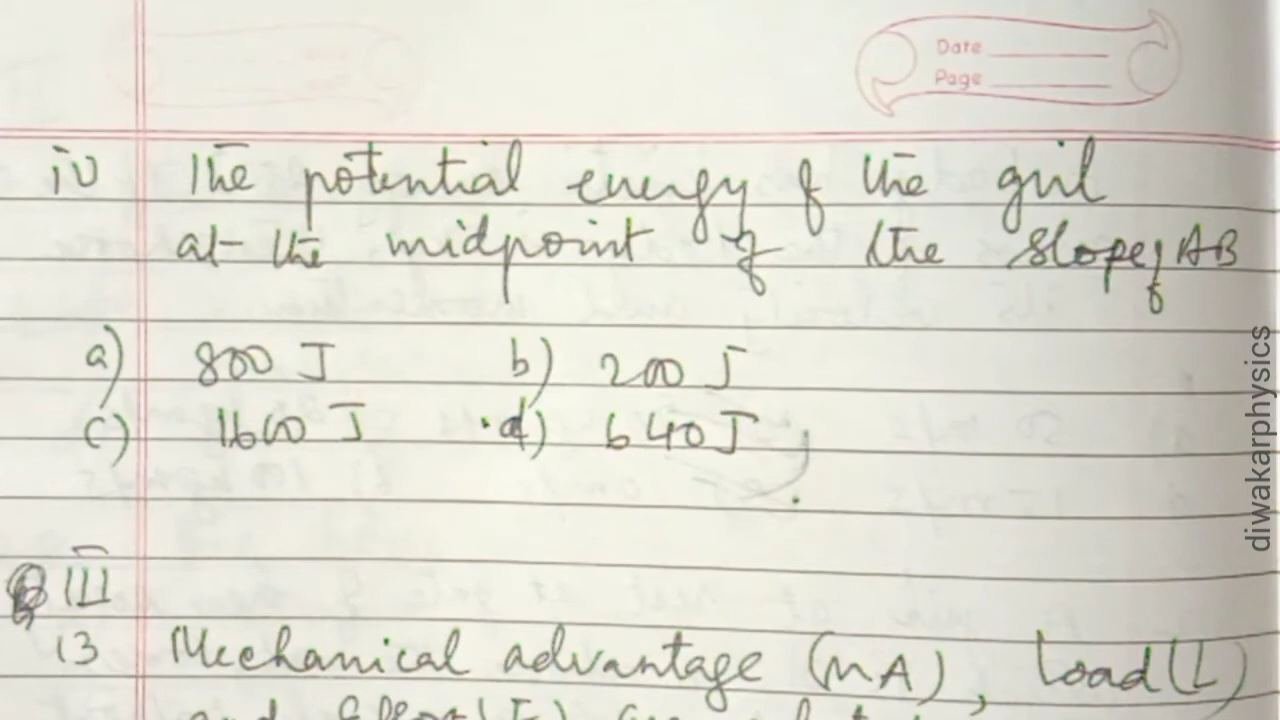 Date
Page
iv The potential energy of the girl
at the midpoint of the slope of AB
a) 800 J b) 200 J
c) 1600 J d) 640 J
III
13 Mechanical advantage (MA), Load (L)
diwakarphysics